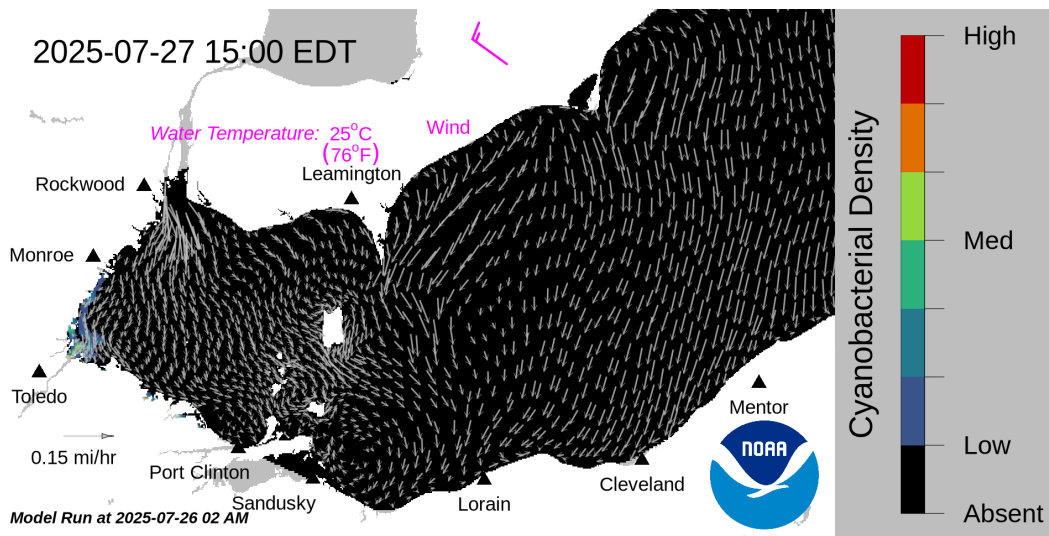 2025-07-27 15:00 EDT
Water Temperature: 25°C
(76°F)
Wind
Leamington
Rockwood
Monroe
Toledo
0.15 mi/hr
Port Clinton
Sandusky
Lorain
Cleveland
Mentor
NOAA
Model Run at 2025-07-26 02 AM
Cyanobacterial Density
High
Med
Low
Absent